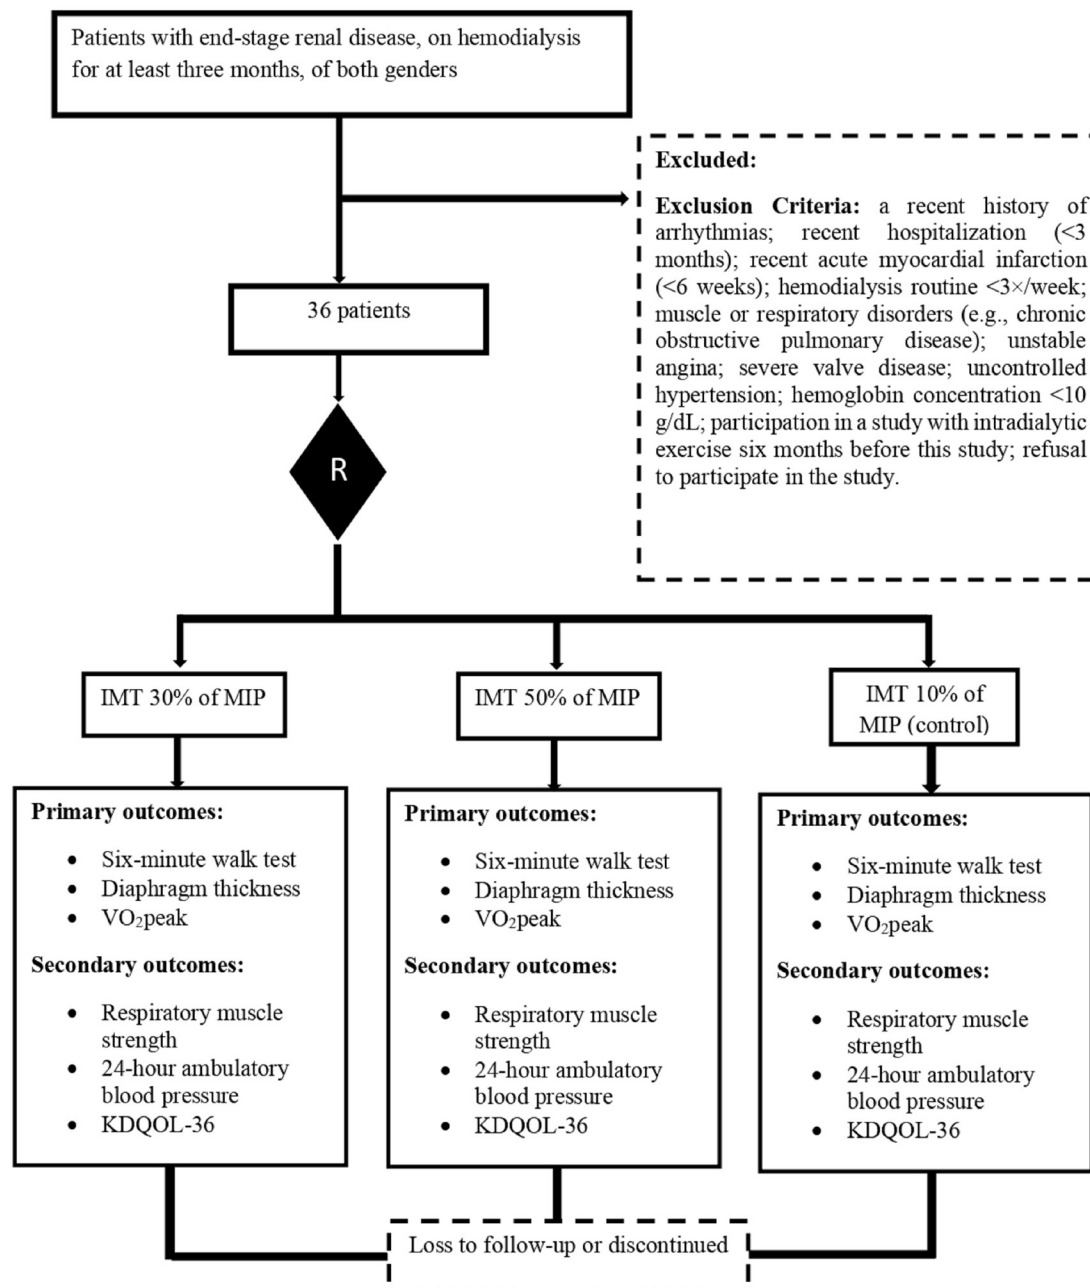 Patients with end-stage renal disease, on hemodialysis
for at least three months, of both genders
Excluded:
Exclusion Criteria: a recent history of
arrhythmias; recent hospitalization (<3
months); recent acute myocardial infarction
(<6 weeks); hemodialysis routine <3×/week;
muscle or respiratory disorders (e.g., chronic
obstructive pulmonary disease); unstable
angina; severe valve disease; uncontrolled
hypertension; hemoglobin concentration <10
g/dL; participation in a study with intradialytic
exercise six months before this study; refusal
to participate in the study.
36 patients
R
IMT 30% of MIP
IMT 50% of MIP
IMT 10% of
MIP (control)
Primary outcomes:
• Six-minute walk test
• Diaphragm thickness
• VO₂peak
Secondary outcomes:
• Respiratory muscle
strength
• 24-hour ambulatory
blood pressure
• KDQOL-36
Primary outcomes:
• Six-minute walk test
• Diaphragm thickness
• VO₂peak
Secondary outcomes:
• Respiratory muscle
strength
• 24-hour ambulatory
blood pressure
• KDQOL-36
Primary outcomes:
• Six-minute walk test
• Diaphragm thickness
• VO₂peak
Secondary outcomes:
• Respiratory muscle
strength
• 24-hour ambulatory
blood pressure
• KDQOL-36
Loss to follow-up or discontinued